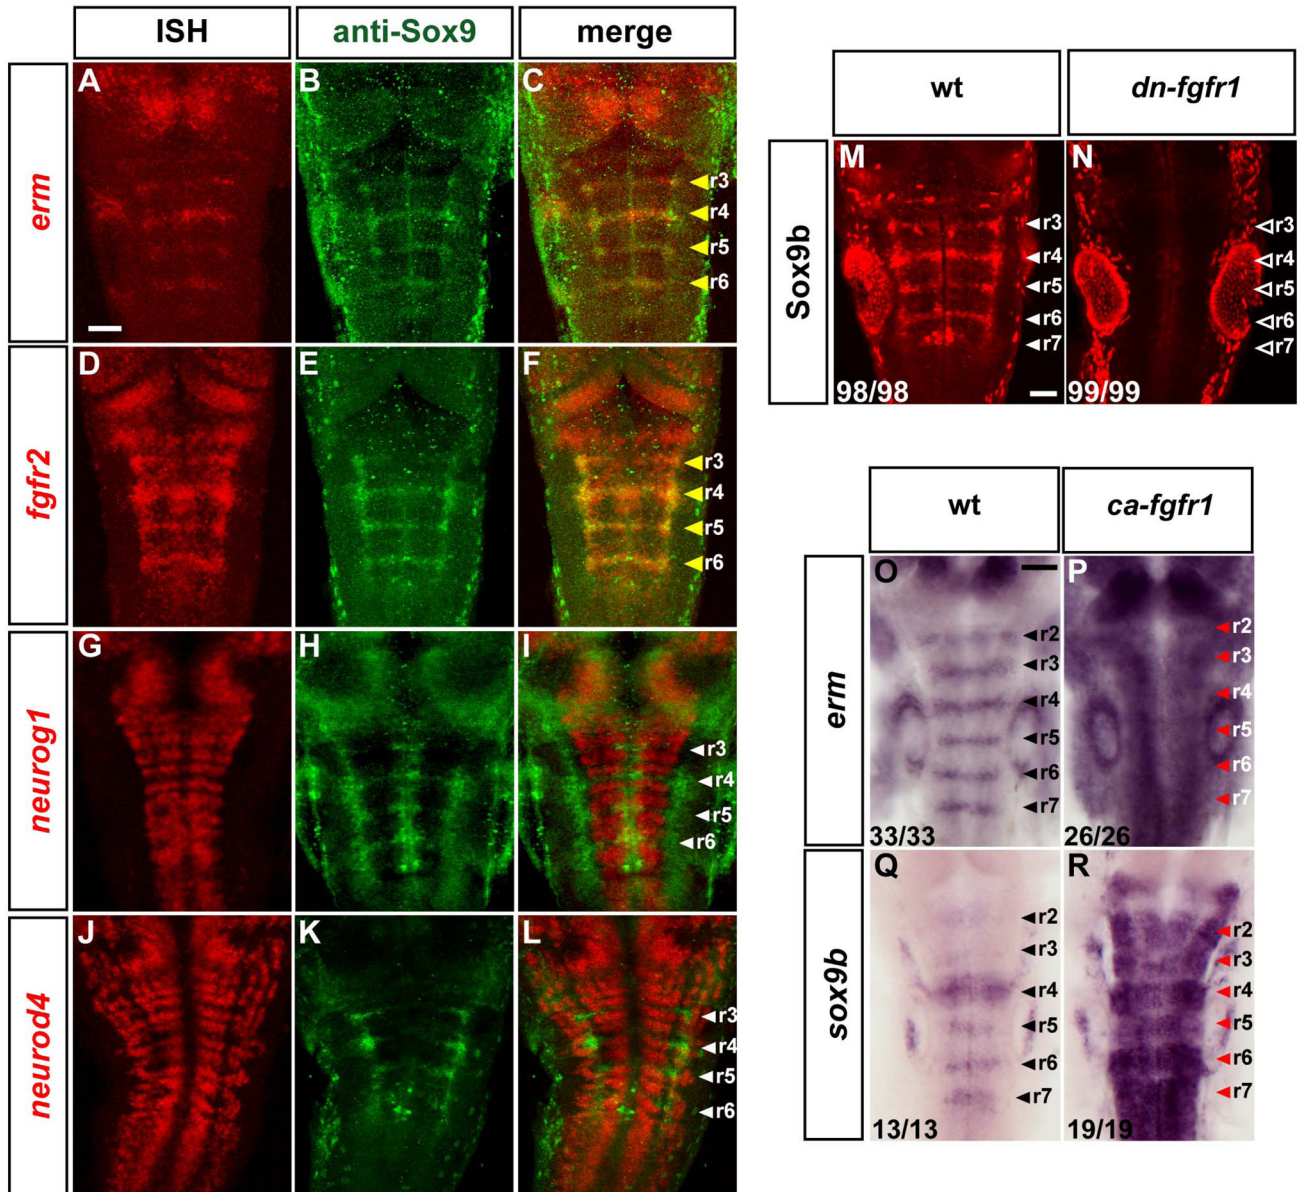 ISH
anti-Sox9
merge
erm
A
B
C
r3
r4
r5
r6
fgfr2
D
E
F
r3
r4
r5
r6
neurog1
G
H
I
r3
r4
r5
r6
neurod4
J
K
L
r3
r4
r5
r6
wt
dn-fgfr1
Sox9b
M
r3
r4
r5
r6
r7
98/98
N
r3
r4
r5
r6
r7
99/99
wt
ca-fgfr1
erm
O
r2
r3
r4
r5
r6
r7
33/33
P
r2
r3
r4
r5
r6
r7
26/26
sox9b
Q
r2
r3
r4
r5
r6
r7
13/13
R
r2
r3
r4
r5
r6
r7
19/19